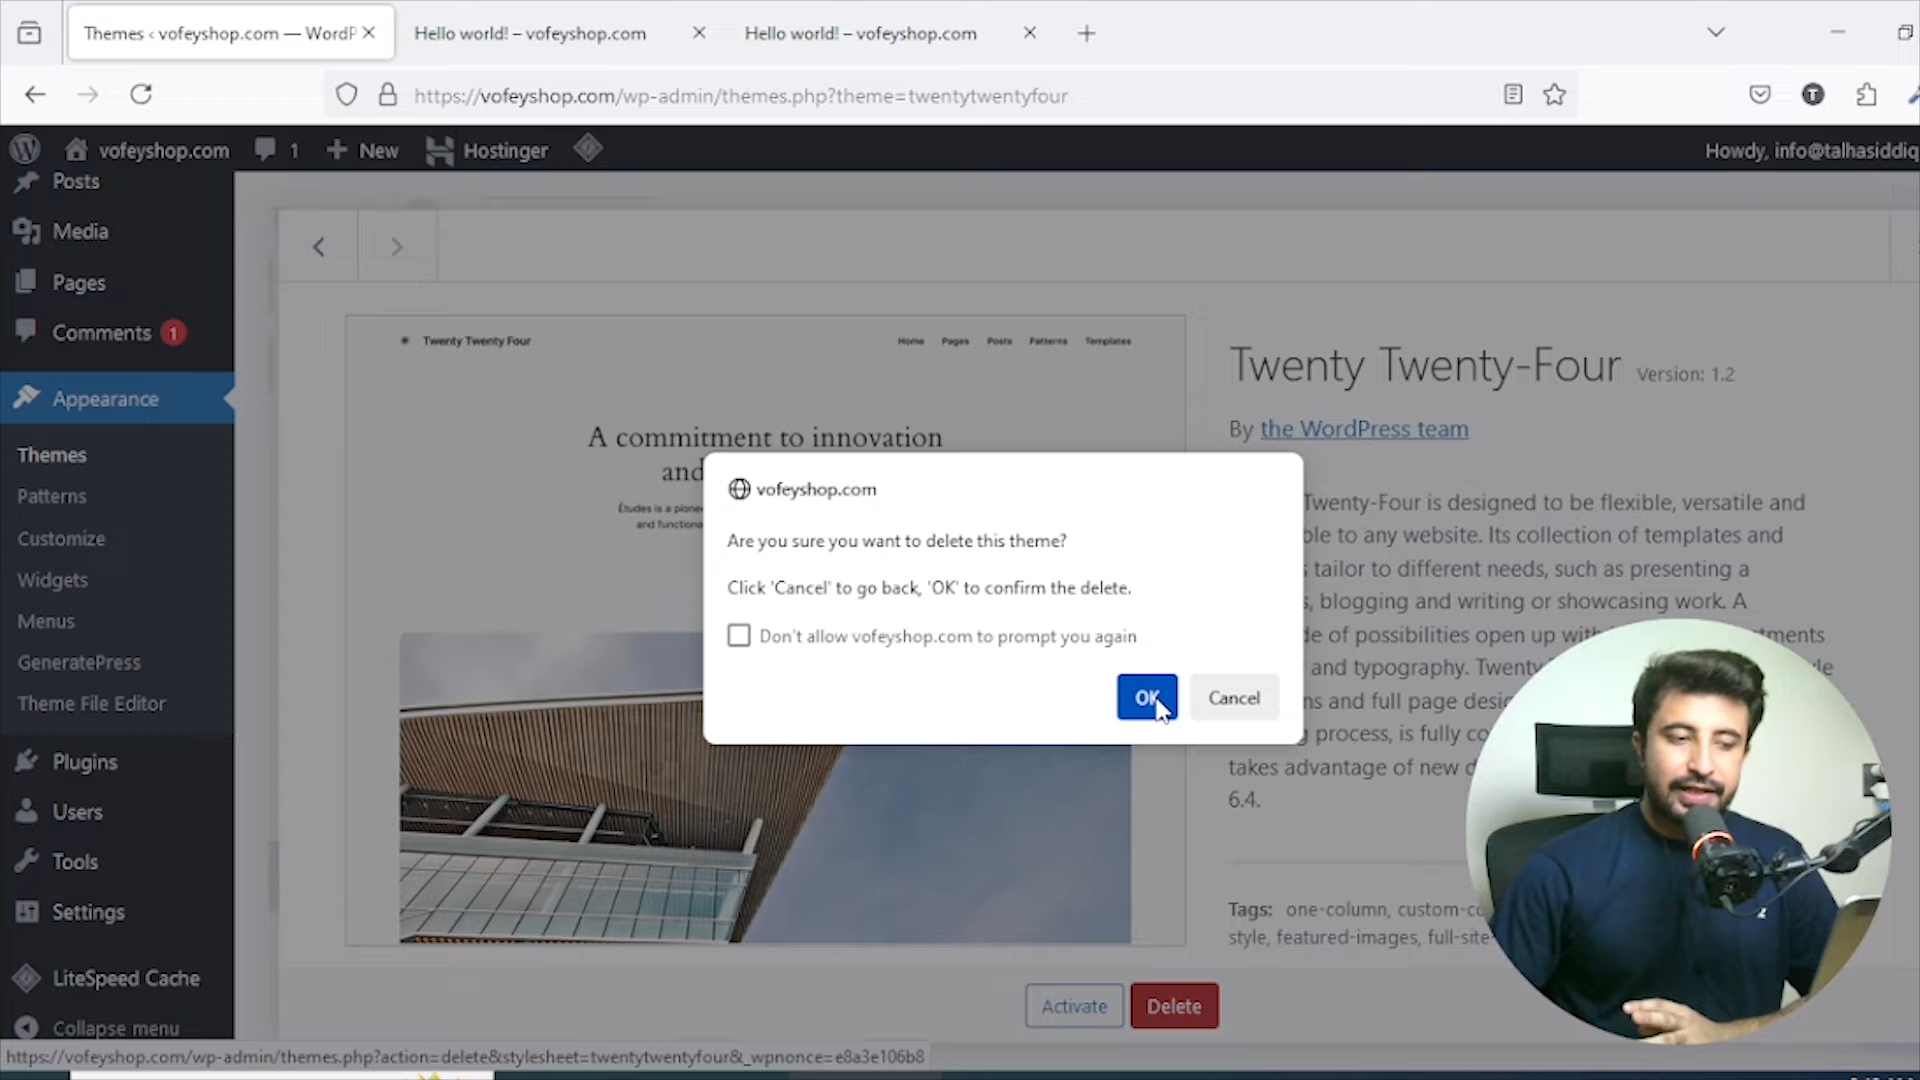 Themes ‹ vofeyshop.com — WordP
Hello world! – vofeyshop.com
Hello world! – vofeyshop.com
https://vofeyshop.com/wp-admin/themes.php?theme=twentytwentyfour
T
vofeyshop.com
1
New
Hostinger
Howdy, info@talhasiddiq
Posts
Media
Pages
Comments 1
Appearance
Themes
Patterns
Customize
Widgets
Menus
GeneratePress
Theme File Editor
Plugins
Users
Tools
Settings
LiteSpeed Cache
Collapse menu
Twenty Twenty Four
Home Pages Posts Patterns Templates
A commitment to innovation
and
Études is a pione
and function
Twenty Twenty-Four Version: 1.2
By the WordPress team
Twenty-Four is designed to be flexible, versatile and
ble to any website. Its collection of templates and
s tailor to different needs, such as presenting a
s, blogging and writing or showcasing work. A
de of possibilities open up with
tments
and typography. Twenty
le
ns and full page desi
g process, is fully co
takes advantage of new d
6.4.
Tags: one-column, custom-co
style, featured-images, full-site-
vofeyshop.com
Are you sure you want to delete this theme?
Click 'Cancel' to go back, 'OK' to confirm the delete.
Don't allow vofeyshop.com to prompt you again
OK
Cancel
Activate
Delete
https://vofeyshop.com/wp-admin/themes.php?action=delete&stylesheet=twentytwentyfour&_wpnonce=e8a3e106b8